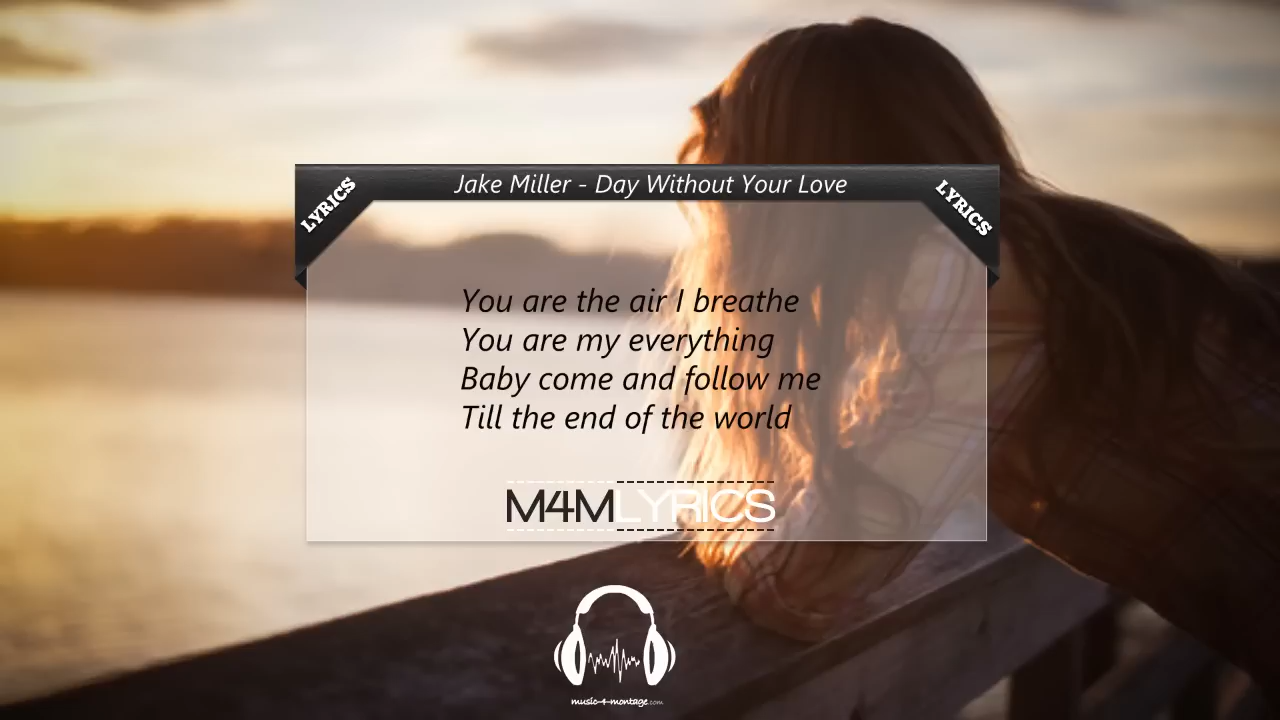 Jake Miller - Day Without Your Love
LYRICS
LYRICS
You are the air I breathe
You are my everything
Baby come and follow me
Till the end of the world
M4MLYRICS
music-4-montage.com